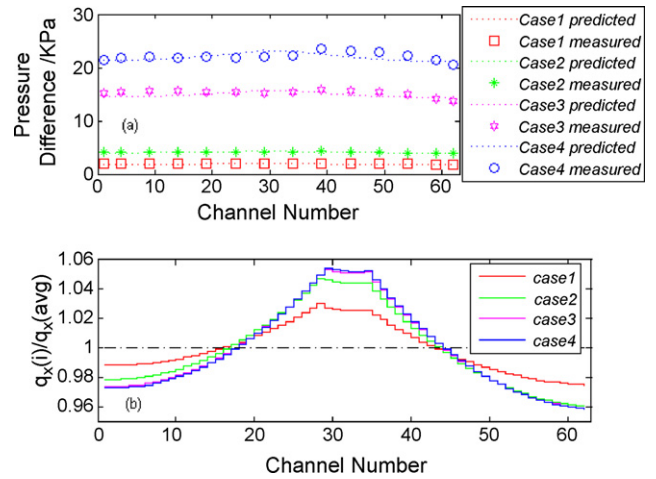 Pressure
Difference /KPa
30
20
10
0
(a)
0 10 20 30 40 50 60
Channel Number
Case1 predicted
Case1 measured
Case2 predicted
Case2 measured
Case3 predicted
Case3 measured
Case4 predicted
Case4 measured
qx(i)/qx(avg)
1.06
1.04
1.02
1
0.98
0.96
(b)
0 10 20 30 40 50 60
Channel Number
case1
case2
case3
case4